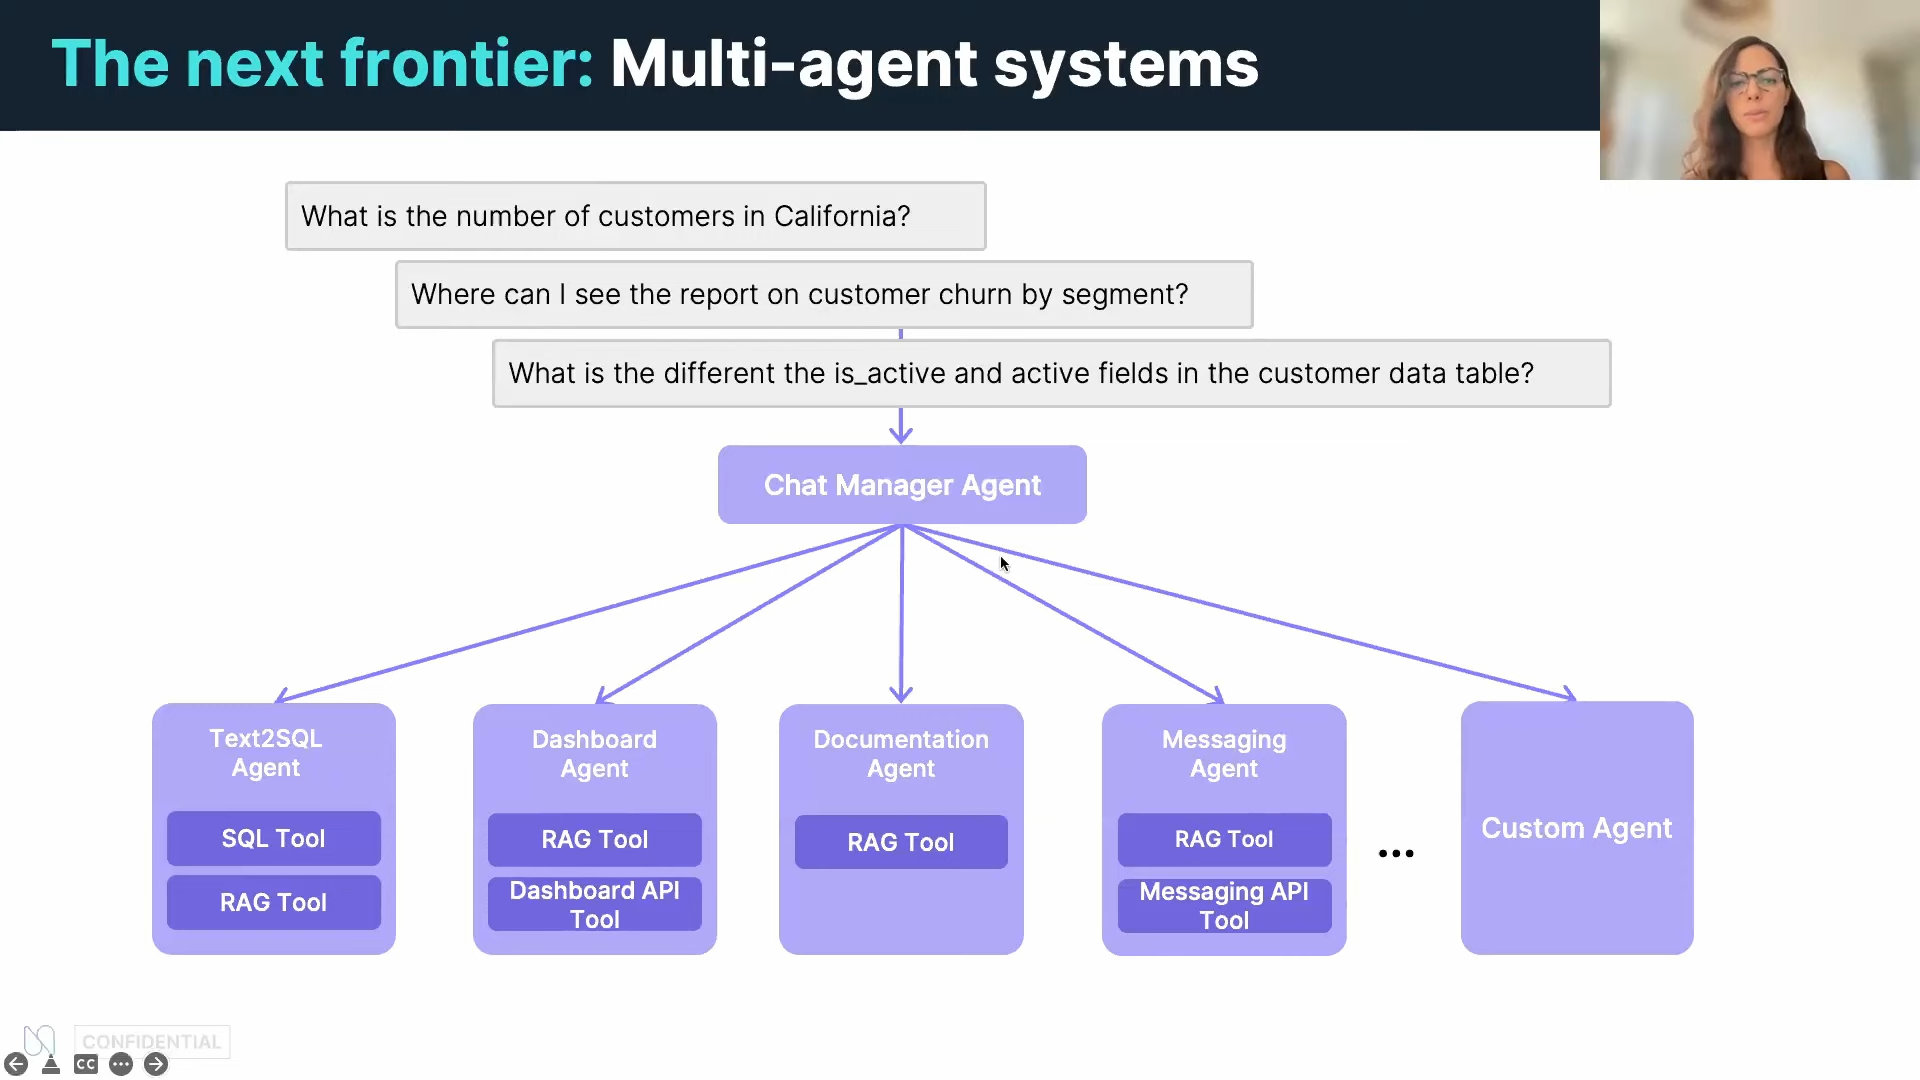 The next frontier: Multi-agent systems
What is the number of customers in California?
Where can I see the report on customer churn by segment?
What is the different the is_active and active fields in the customer data table?
Chat Manager Agent
Text2SQL
Agent
SQL Tool
RAG Tool
Dashboard
Agent
RAG Tool
Dashboard API
Tool
Documentation
Agent
RAG Tool
Messaging
Agent
RAG Tool
Messaging API
Tool
...
Custom Agent
CONFIDENTIAL
CC